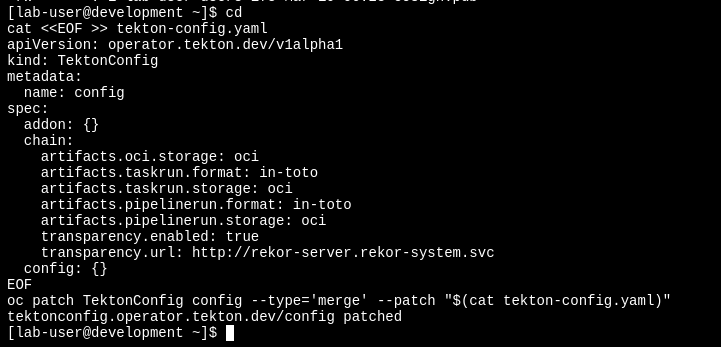 [lab-user@development ~]$ cd
cat <<EOF >> tekton-config.yaml
apiVersion: operator.tekton.dev/v1alpha1
kind: TektonConfig
metadata:
  name: config
spec:
  addon: {}
  chain:
    artifacts.oci.storage: oci
    artifacts.taskrun.format: in-toto
    artifacts.taskrun.storage: oci
    artifacts.pipelinerun.format: in-toto
    artifacts.pipelinerun.storage: oci
    transparency.enabled: true
    transparency.url: http://rekor-server.rekor-system.svc
  config: {}
EOF
oc patch TektonConfig config --type='merge' --patch "$(cat tekton-config.yaml)"
tektonconfig.operator.tekton.dev/config patched
[lab-user@development ~]$